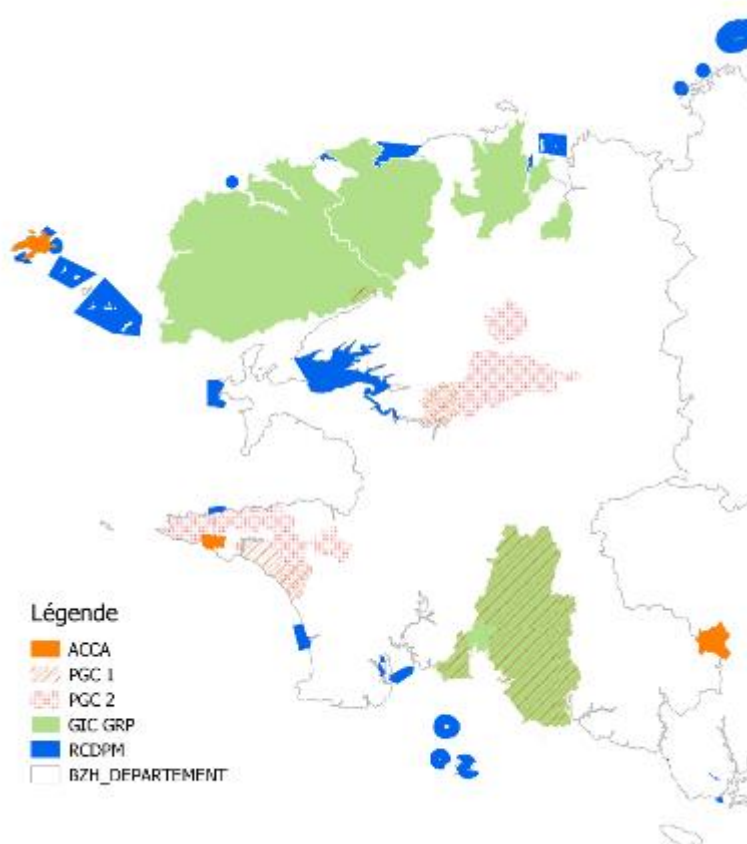 Légende
ACCA
PGC 1
PGC 2
GIC GRP
RCDPM
BZH_DEPARTEMENT